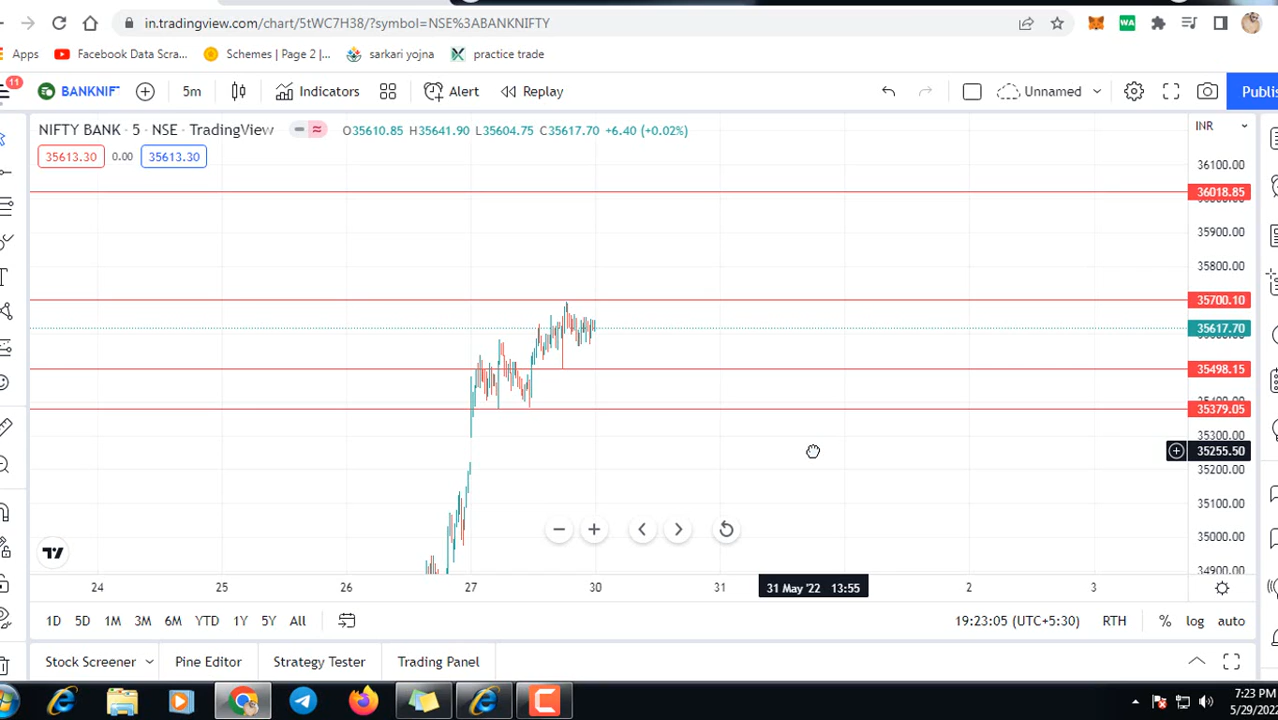 in.tradingview.com/chart/5tWC7H38/?symbol=NSE%3ABANKNIFTY
WA
Apps Facebook Data Scra... Schemes | Page 2 |... sarkari yojna practice trade
11
BANKNIF 5m Indicators Alert Replay Unnamed Publis
NIFTY BANK · 5 · NSE · TradingView O35610.85 H35641.90 L35604.75 C35617.70 +6.40 (+0.02%)
INR
35613.30 0.00 35613.30
36100.00
36018.85
35900.00
35800.00
35700.10
35617.70
35498.15
35379.05
35300.00
35255.50
35200.00
35100.00
35000.00
34900.00
24 25 26 27 30 31 31 May '22 13:55 2 3
1D 5D 1M 3M 6M YTD 1Y 5Y All 19:23:05 (UTC+5:30) RTH % log auto
Stock Screener Pine Editor Strategy Tester Trading Panel
7:23 PM
5/29/2022